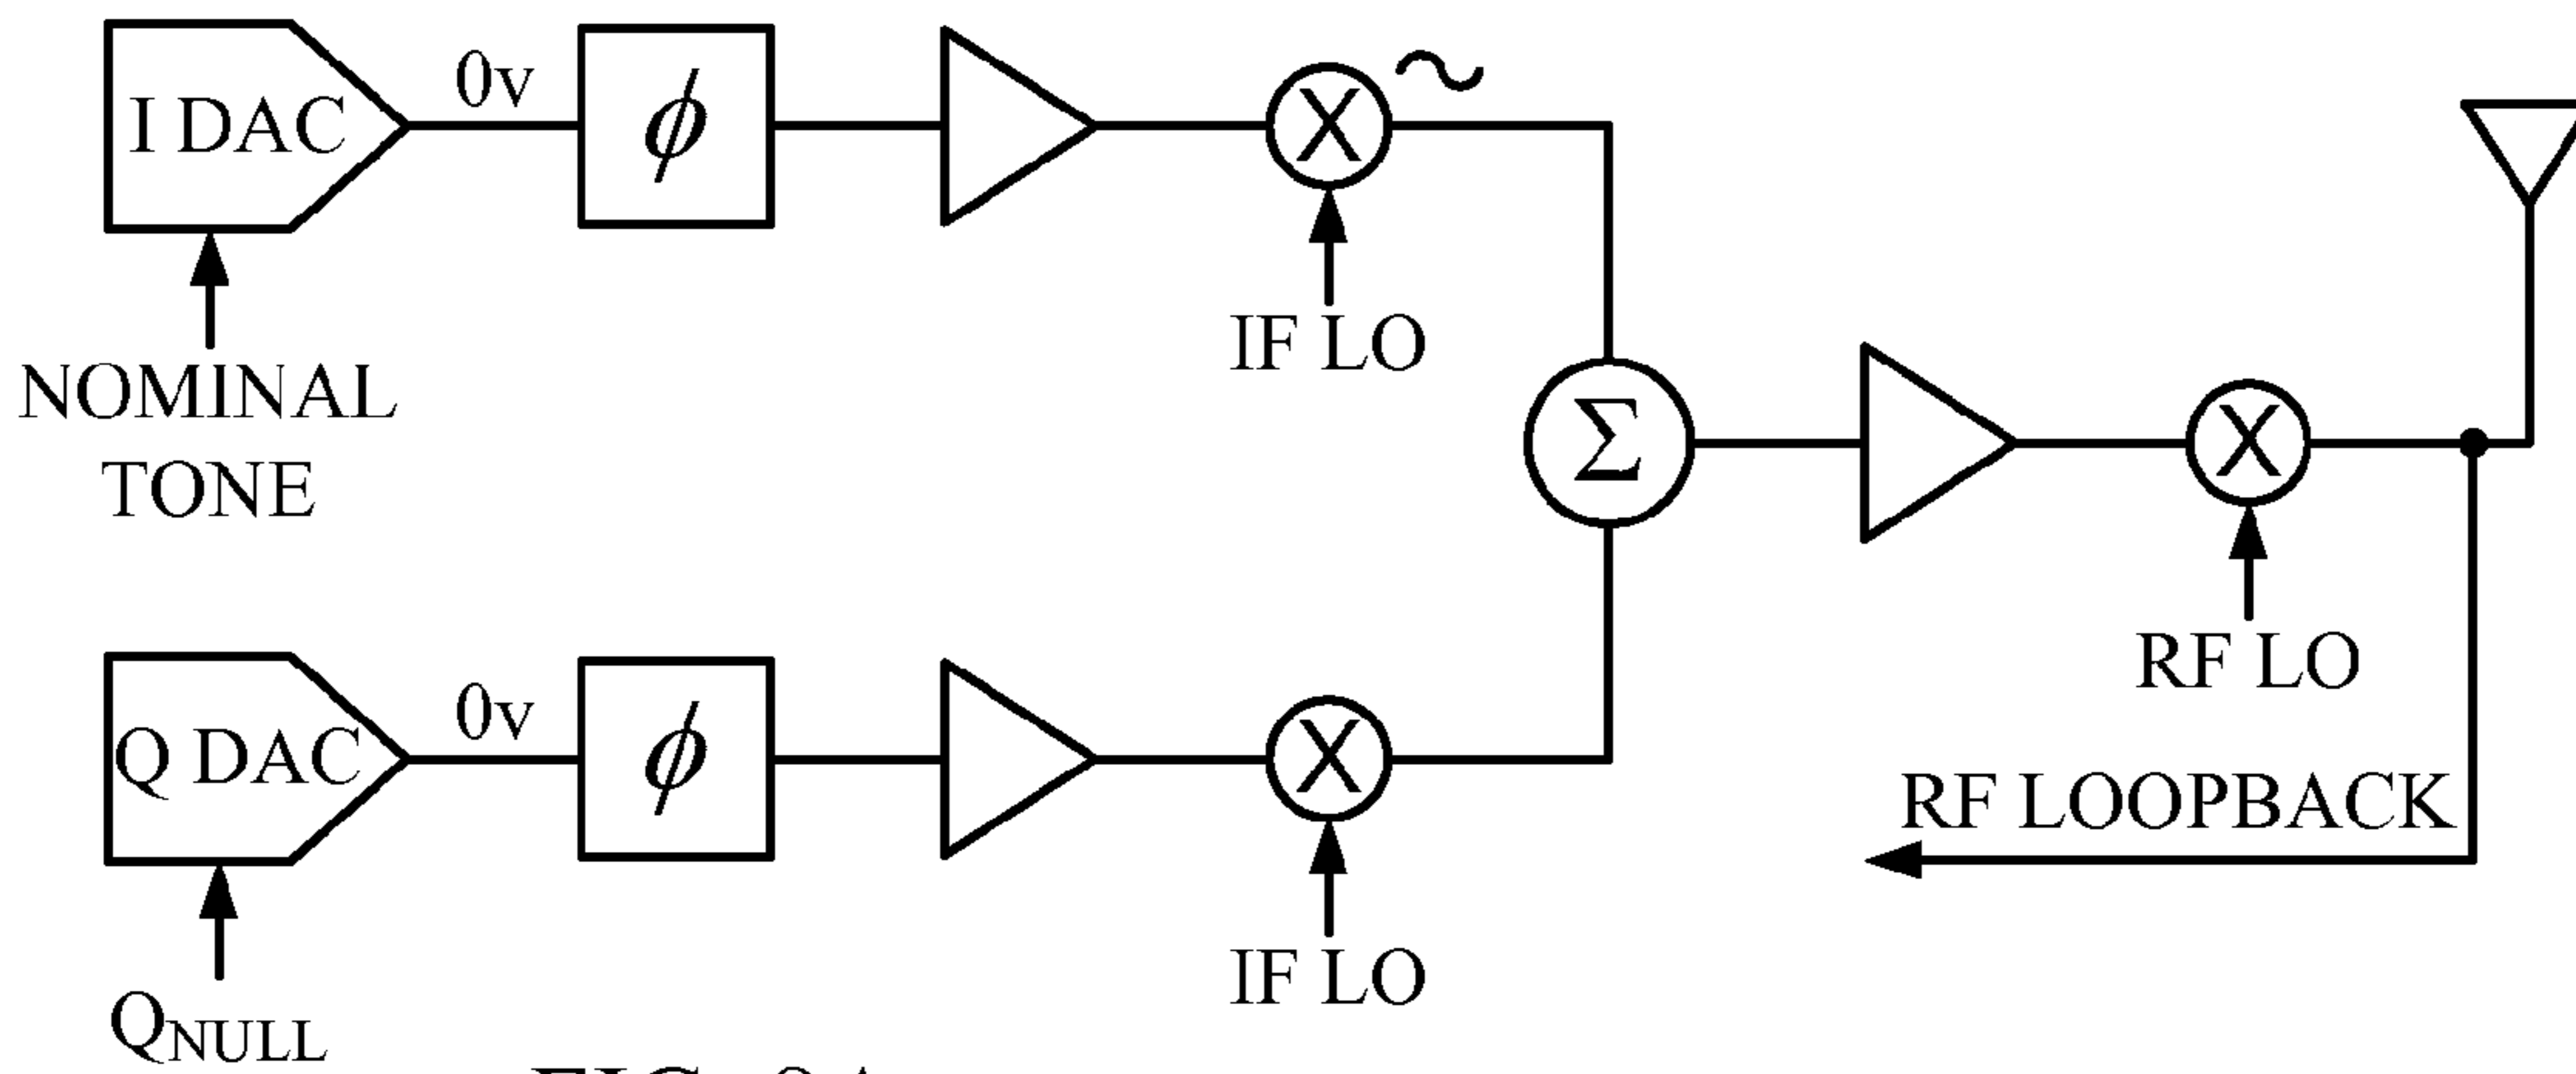 I DAC
0v
ϕ
X
IF LO
NOMINAL
TONE
Σ
X
RF LO
Q DAC
0v
ϕ
X
IF LO
RF LOOPBACK
QNULL